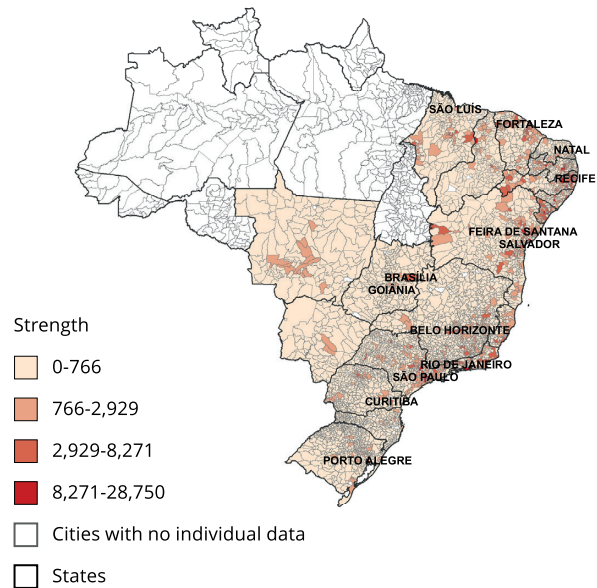 SÃO LUÍS
FORTALEZA
NATAL
RECIFE
FEIRA DE SANTANA
SALVADOR
BRASÍLIA
GOIÂNIA
BELO HORIZONTE
RIO DE JANEIRO
SÃO PAULO
CURITIBA
PORTO ALEGRE
Strength
0-766
766-2,929
2,929-8,271
8,271-28,750
Cities with no individual data
States